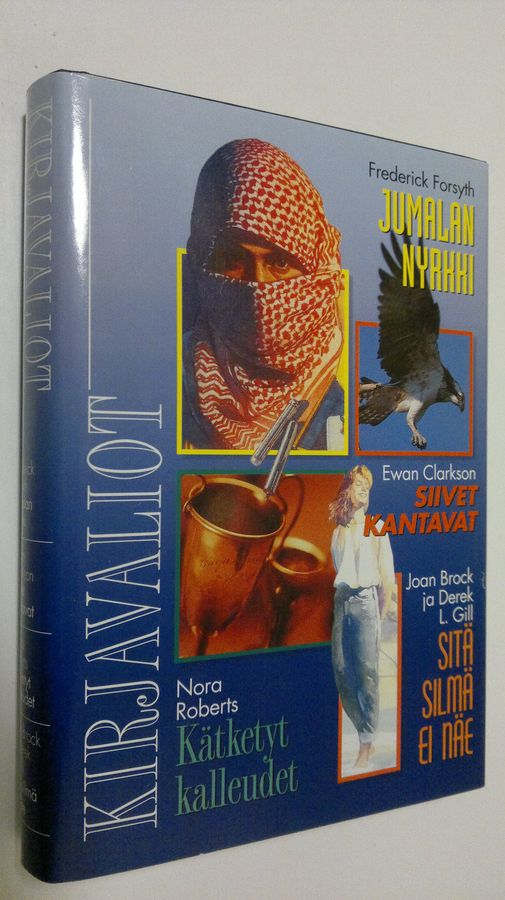 KIRJAVALIOT
KIRJAVALIOT
Frederick Forsyth
JUMALAN
NYRKKI
Ewan Clarkson
SIIVET
KANTAVAT
Joan Brock
ja Derek
L. Gill
SITÄ
SILMÄ
EI NÄE
Nora
Roberts
Kätketyt
kalleudet